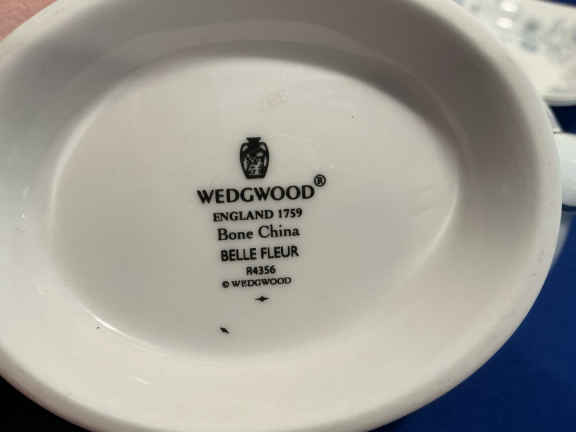 WEDGWOOD®
ENGLAND 1759
Bone China
BELLE FLEUR
R4356
© WEDGWOOD